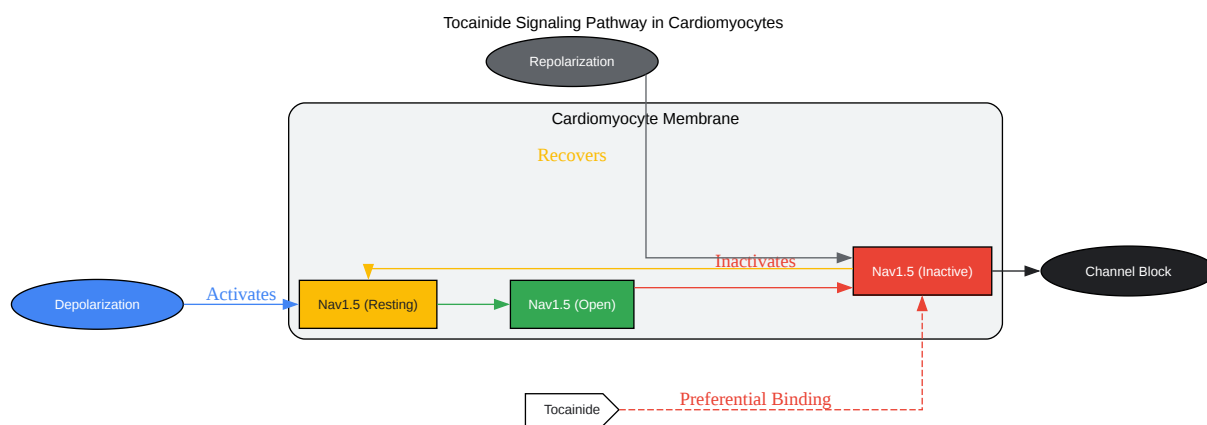 Tocainide Signaling Pathway in Cardiomyocytes
Repolarization
Cardiomyocyte Membrane
Recovers
Inactivates
Nav1.5 (Inactive)
Channel Block
Depolarization
Activates
Nav1.5 (Resting)
Nav1.5 (Open)
Preferential Binding
Tocainide